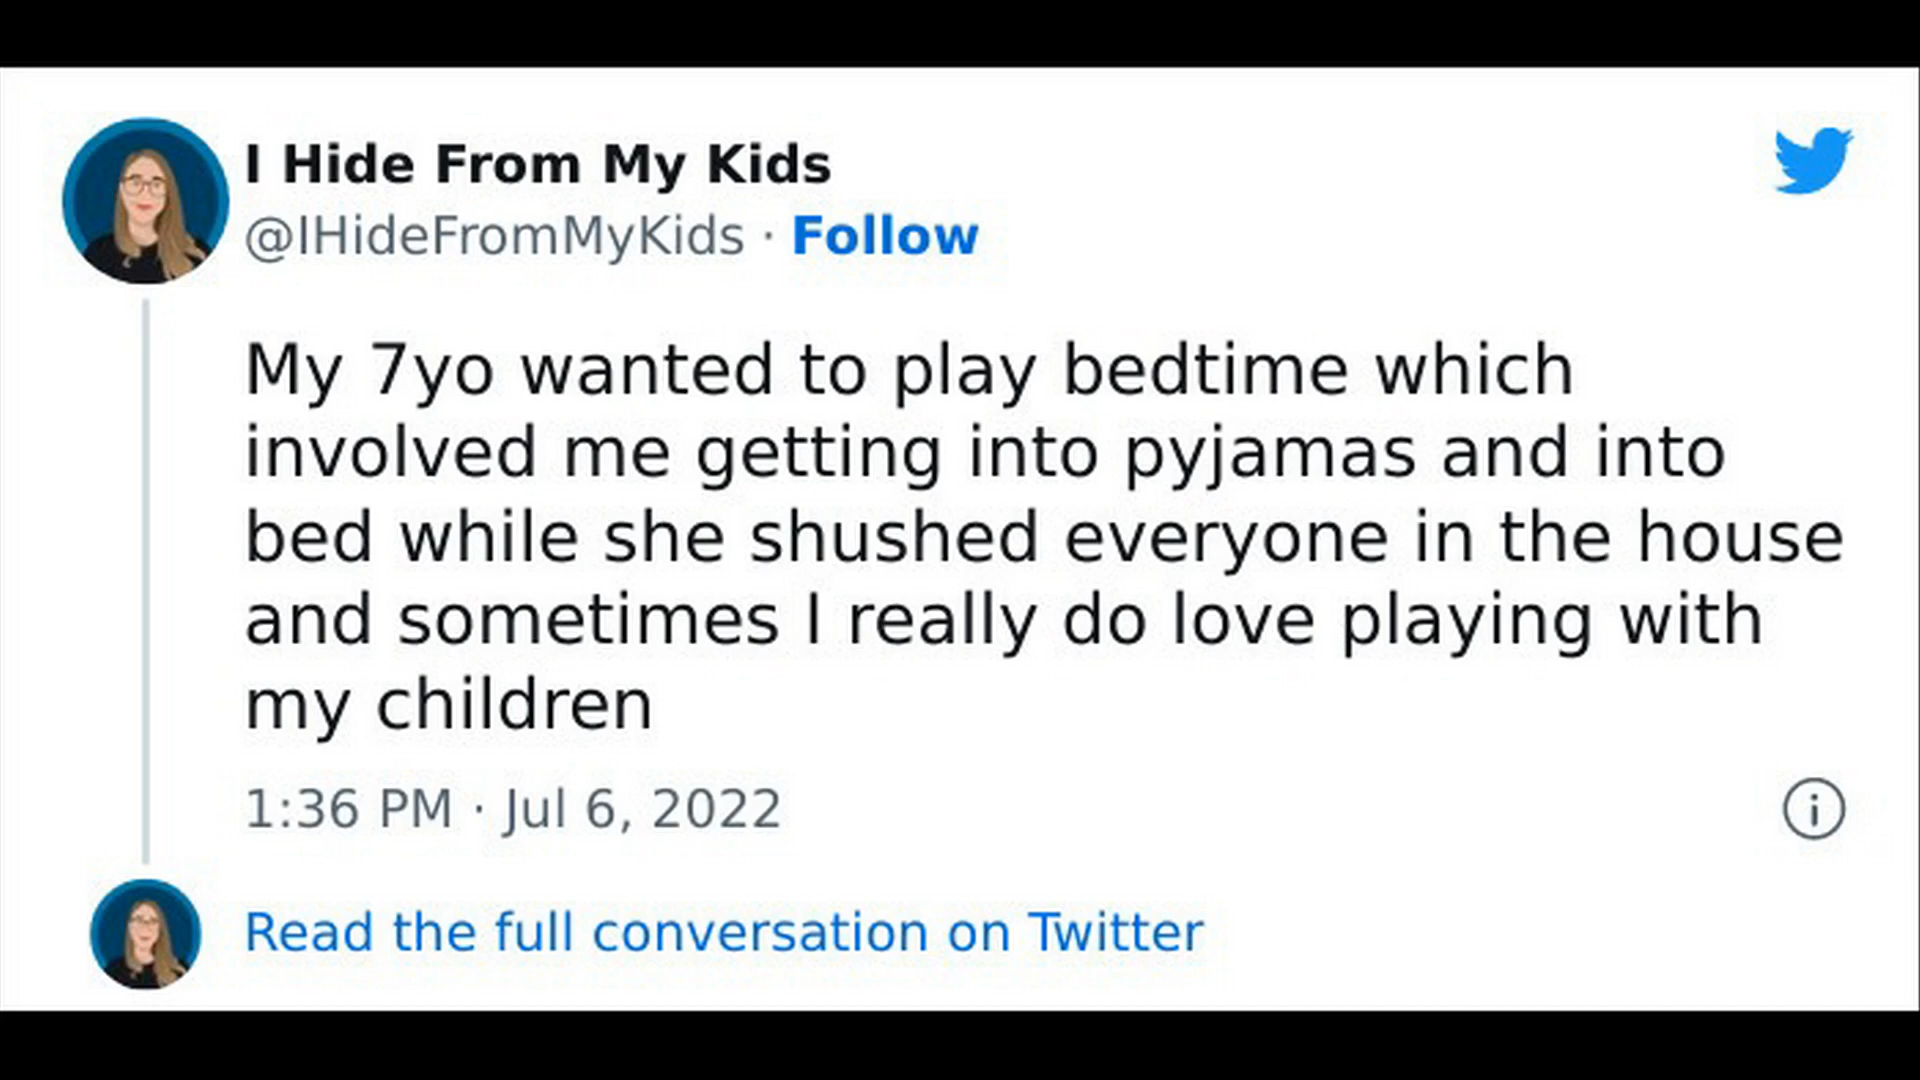 I Hide From My Kids
@IHideFromMyKids · Follow
My 7yo wanted to play bedtime which
involved me getting into pyjamas and into
bed while she shushed everyone in the house
and sometimes I really do love playing with
my children
1:36 PM · Jul 6, 2022
Read the full conversation on Twitter